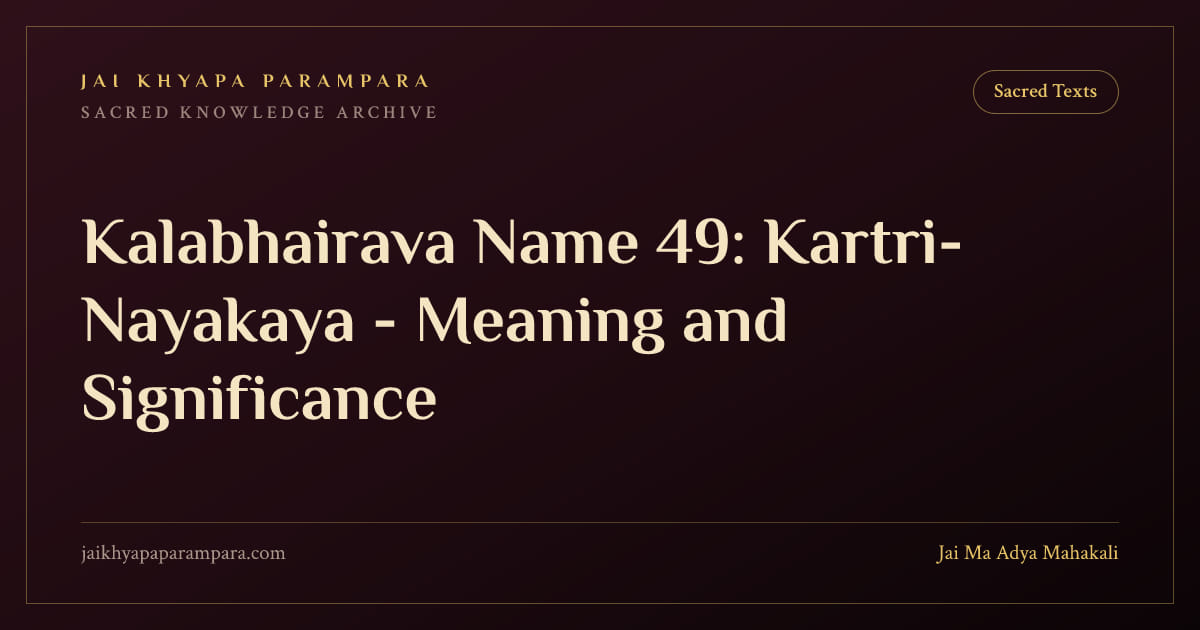 JAI KHYAPA PARAMPARA
SACRED KNOWLEDGE ARCHIVE
Sacred Texts
Kalabhairava Name 49: Kartri-
Nayakaya - Meaning and
Significance
jaikhyapaparampara.com
Jai Ma Adya Mahakali